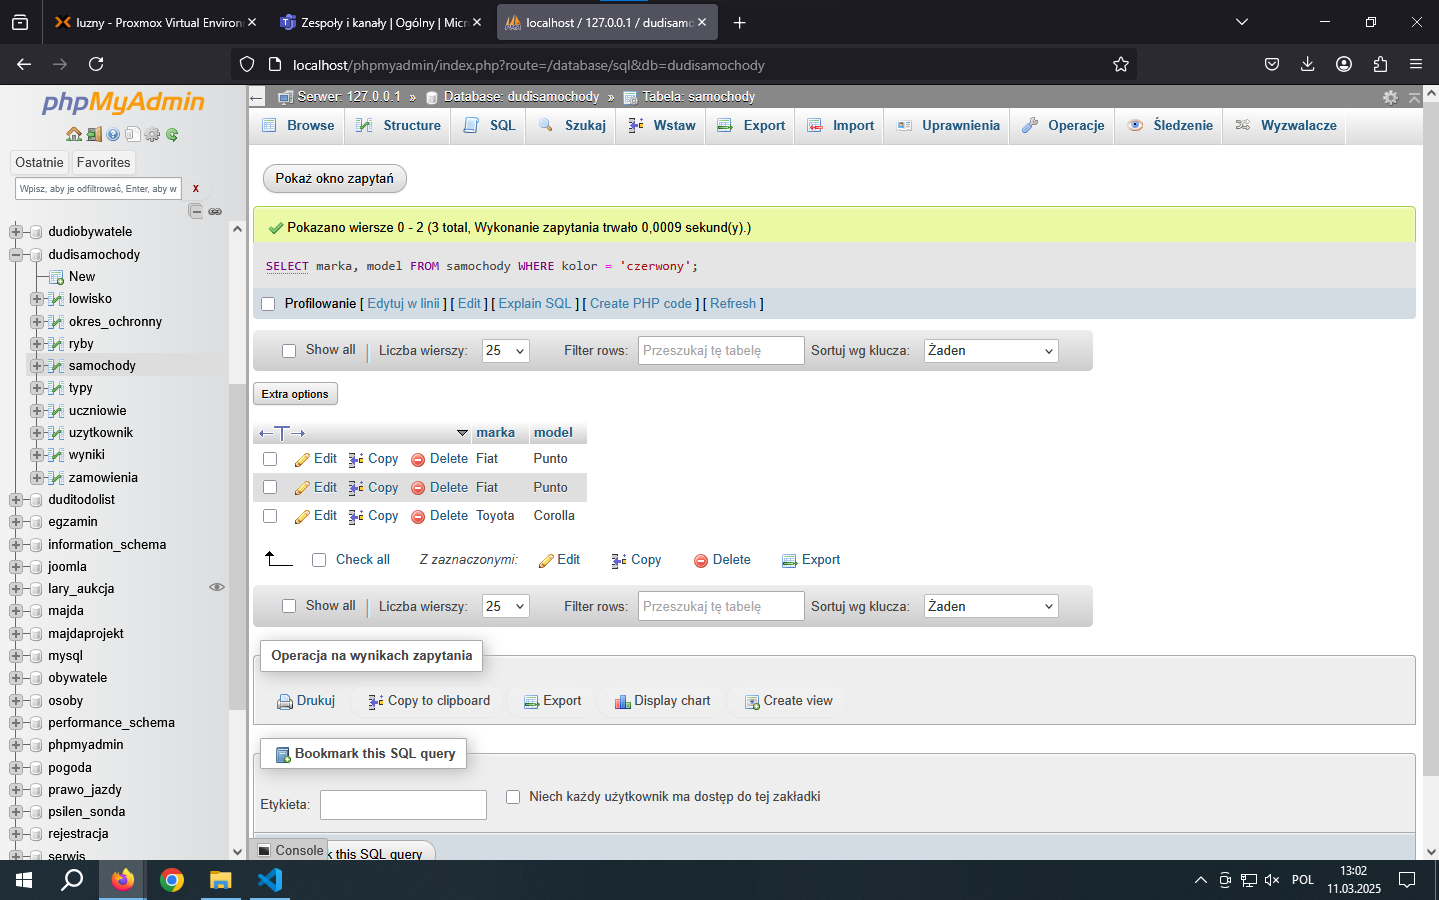 luzny - Proxmox Virtual Environ
Zespoły i kanały | Ogólny | Micr
localhost / 127.0.0.1 / dudisamo
localhost/phpmyadmin/index.php?route=/database/sql&db=dudisamochody
phpMyAdmin
Ostatnie
Favorites
Wpisz, aby je odfiltrować, Enter, aby w
X
dudiobywatele
dudisamochody
New
lowisko
okres_ochronny
ryby
samochody
typy
uczniowie
uzytkownik
wyniki
zamowienia
duditodolist
egzamin
information_schema
joomla
lary_aukcja
majda
majdaprojekt
mysql
obywatele
osoby
performance_schema
phpmyadmin
pogoda
prawo_jazdy
psilen_sonda
rejestracja
serwis
Serwer: 127.0.0.1 » Database: dudisamochody » Tabela: samochody
Browse Structure SQL Szukaj Wstaw Export Import Uprawnienia Operacje Śledzenie Wyzwalacze
Pokaż okno zapytań
Pokazano wiersze 0 - 2 (3 total, Wykonanie zapytania trwało 0,0009 sekund(y).)
SELECT marka, model FROM samochody WHERE kolor = 'czerwony';
Profilowanie [ Edytuj w linii ] [ Edit ] [ Explain SQL ] [ Create PHP code ] [ Refresh ]
Show all Liczba wierszy: 25 Filter rows: Przeszukaj tę tabelę Sortuj wg klucza: Żaden
Extra options
marka model
Edit Copy Delete Fiat Punto
Edit Copy Delete Fiat Punto
Edit Copy Delete Toyota Corolla
Check all Z zaznaczonymi: Edit Copy Delete Export
Show all Liczba wierszy: 25 Filter rows: Przeszukaj tę tabelę Sortuj wg klucza: Żaden
Operacja na wynikach zapytania
Drukuj Copy to clipboard Export Display chart Create view
Bookmark this SQL query
Etykieta: Niech każdy użytkownik ma dostęp do tej zakładki
Console
k this SQL query
POL
13:02
11.03.2025